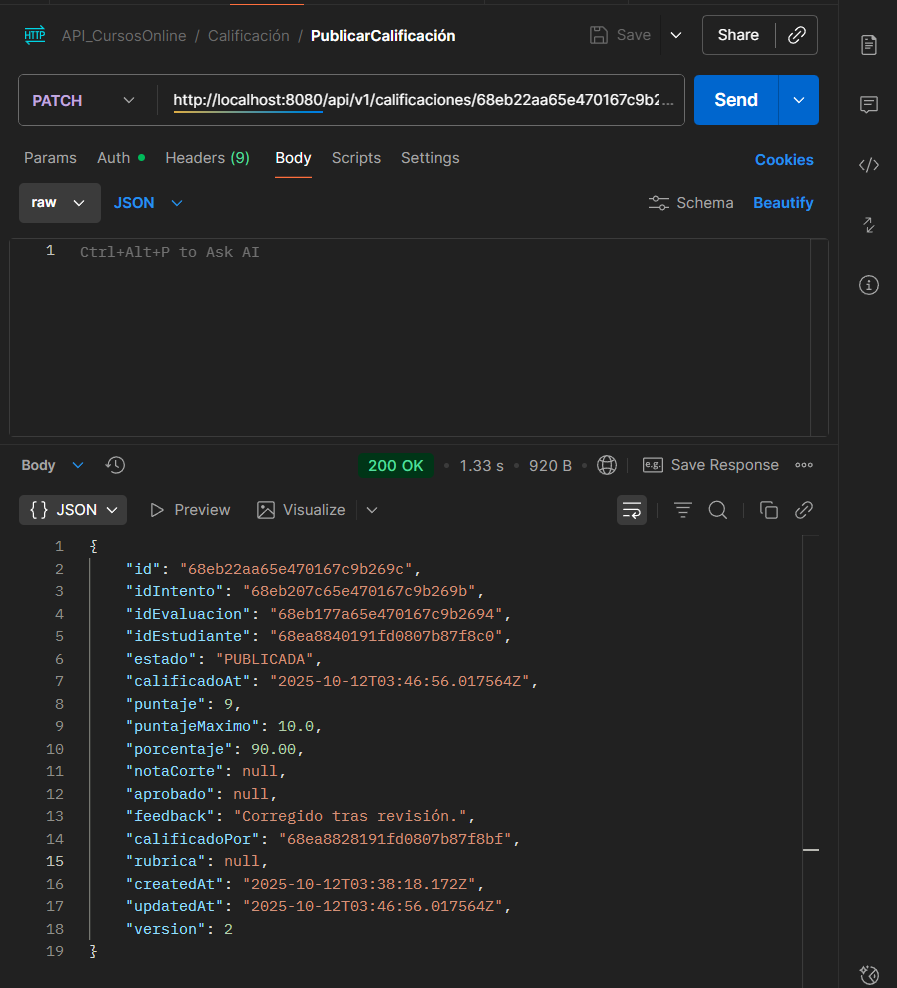 HTTP API_CursosOnline / Calificación / PublicarCalificación Save Share
PATCH http://localhost:8080/api/v1/calificaciones/68eb22aa65e470167c9b2... Send
Params Auth Headers (9) Body Scripts Settings Cookies
raw JSON Schema Beautify
1 Ctrl+Alt+P to Ask AI
Body 200 OK • 1.33 s • 920 B • e.g. Save Response
{} JSON Preview Visualize
1 {
2 "id": "68eb22aa65e470167c9b269c",
3 "idIntento": "68eb207c65e470167c9b269b",
4 "idEvaluacion": "68eb177a65e470167c9b2694",
5 "idEstudiante": "68ea8840191fd0807b87f8c0",
6 "estado": "PUBLICADA",
7 "calificadoAt": "2025-10-12T03:46:56.017564Z",
8 "puntaje": 9,
9 "puntajeMaximo": 10.0,
10 "porcentaje": 90.00,
11 "notaCorte": null,
12 "aprobado": null,
13 "feedback": "Corregido tras revisión.",
14 "calificadoPor": "68ea8828191fd0807b87f8bf",
15 "rubrica": null,
16 "createdAt": "2025-10-12T03:38:18.172Z",
17 "updatedAt": "2025-10-12T03:46:56.017564Z",
18 "version": 2
19 }